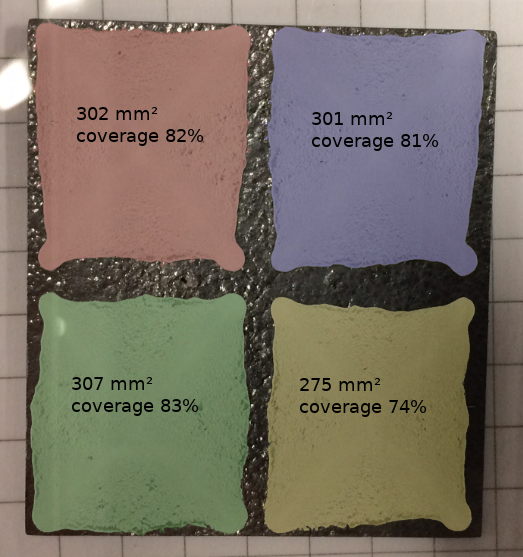 302 mm²
coverage 82%
301 mm²
coverage 81%
307 mm²
coverage 83%
275 mm²
coverage 74%